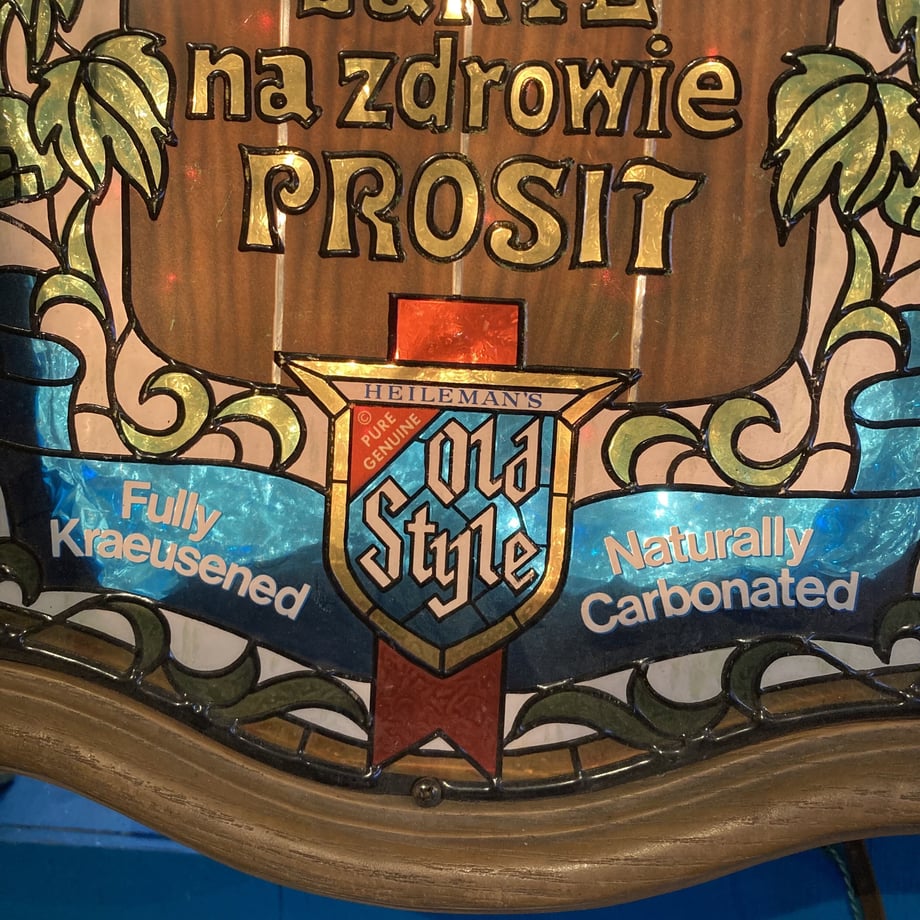 na zdrowie
PROSIT
HEILEMAN'S
© PURE
GENUINE
Old
Style
Fully
Kraeusened
Naturally
Carbonated